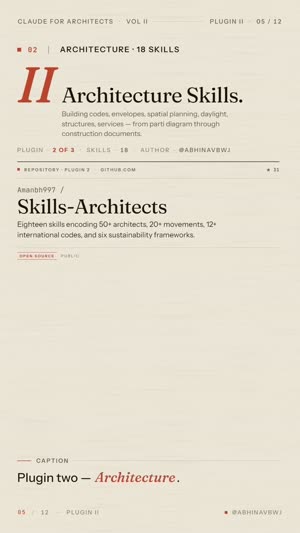 CLAUDE FOR ARCHITECTS · VOL II PLUGIN II · 05 / 12
02 | ARCHITECTURE · 18 SKILLS
II Architecture Skills.
Building codes, envelopes, spatial planning, daylight,
structures, services — from parti diagram through
construction documents.
PLUGIN · 2 OF 3 · SKILLS · 18 AUTHOR · @ABHINAVBWJ
REPOSITORY · PLUGIN 2 GITHUB.COM ★ 31
Amanbh997 /
Skills-Architects
Eighteen skills encoding 50+ architects, 20+ movements, 12+
international codes, and six sustainability frameworks.
OPEN SOURCE PUBLIC
CAPTION
Plugin two — Architecture.
05 / 12 · PLUGIN II @ABHINAVBWJ